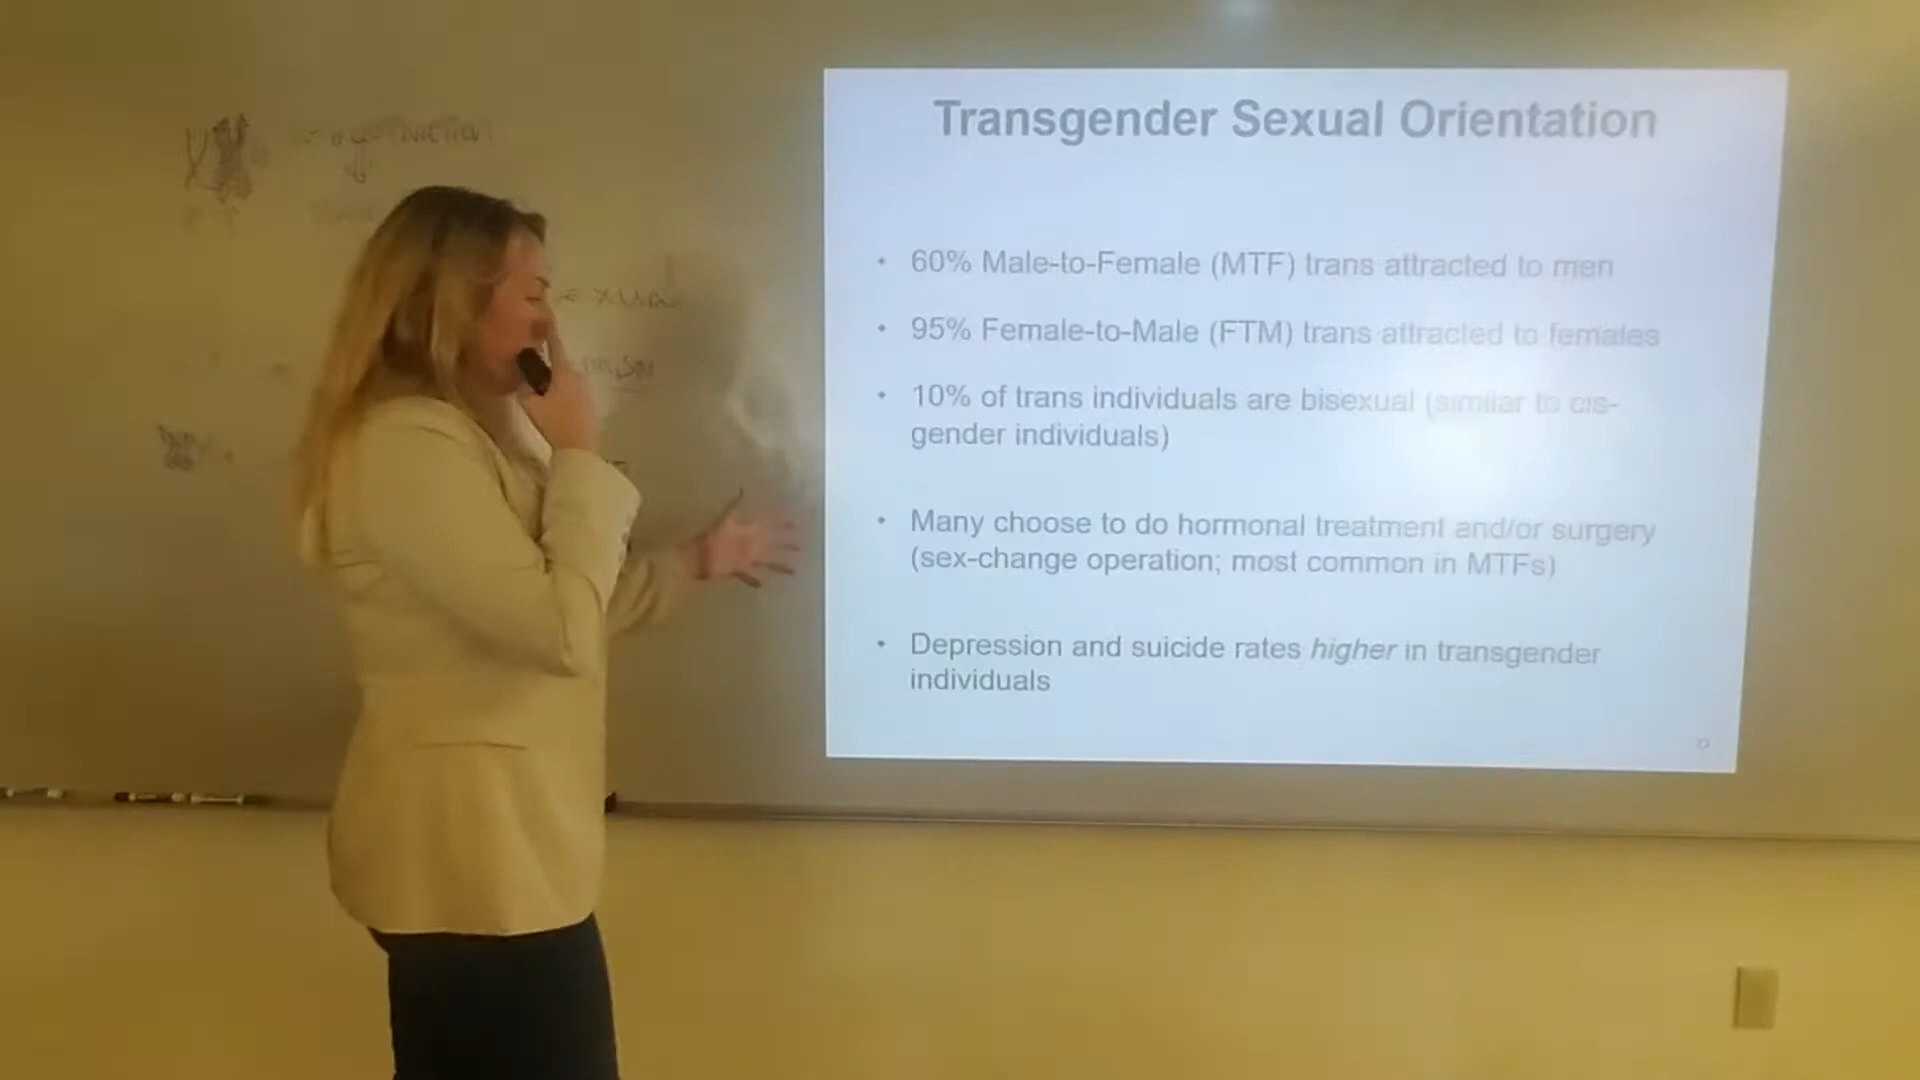 Transgender Sexual Orientation
• 60% Male-to-Female (MTF) trans attracted to men
• 95% Female-to-Male (FTM) trans attracted to females
• 10% of trans individuals are bisexual (similar to cis-
gender individuals)
• Many choose to do hormonal treatment and/or surgery
(sex-change operation; most common in MTFs)
• Depression and suicide rates higher in transgender
individuals